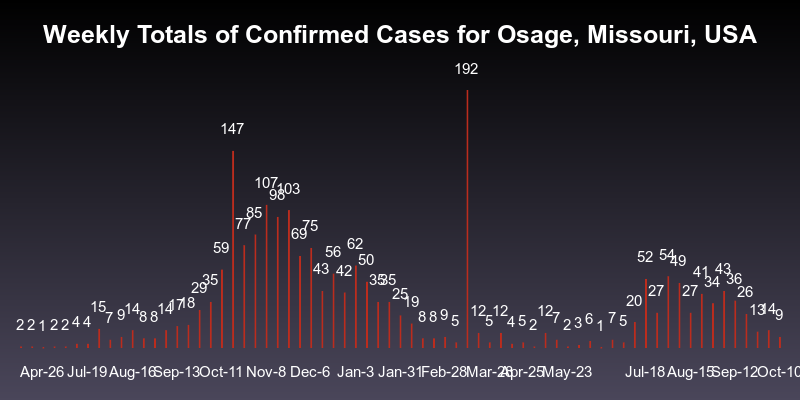 Weekly Totals of Confirmed Cases for Osage, Missouri, USA
192
147
107 98 103
77 85 69 75
59 43 56 42 62 50
29 35 35 35 25 19
2 2 1 2 2 4 4 15 7 9 14 8 8 14 17 18
8 8 9 5 12 5 12 4 5 2 12 7 2 3 6 1 7 5
20 52 27 54 49 27 41 34 43 36 26 13 14 9
Apr-26 Jul-19 Aug-16 Sep-13 Oct-11 Nov-8 Dec-6 Jan-3 Jan-31 Feb-28 Mar-28 Apr-25 May-23 Jul-18 Aug-15 Sep-12 Oct-10